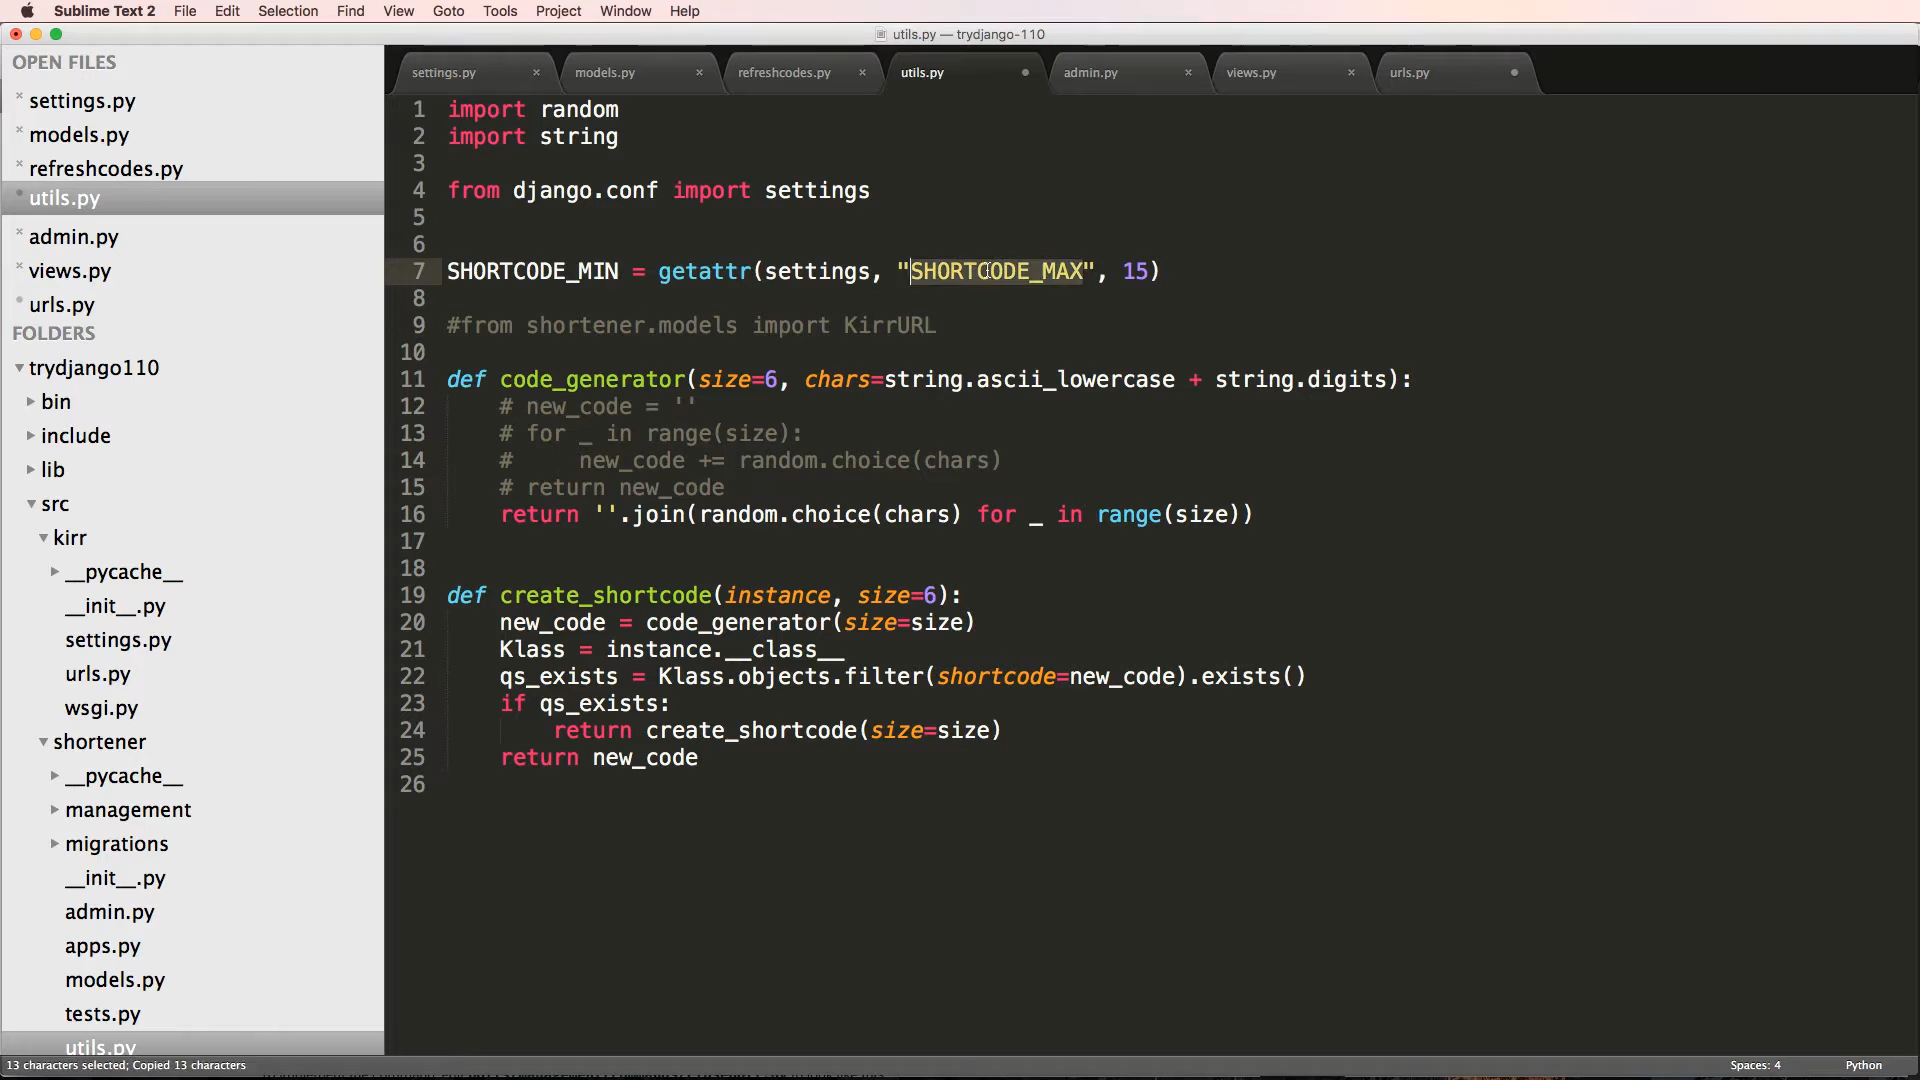 Sublime Text 2 File Edit Selection Find View Goto Tools Project Window Help
utils.py — trydjango-110
OPEN FILES
settings.py
models.py
refreshcodes.py
utils.py
admin.py
views.py
urls.py
FOLDERS
trydjango110
bin
include
lib
src
kirr
__pycache__
__init__.py
settings.py
urls.py
wsgi.py
shortener
__pycache__
management
migrations
__init__.py
admin.py
apps.py
models.py
tests.py
utils.py
settings.py models.py refreshcodes.py utils.py admin.py views.py urls.py
1 import random
2 import string
3
4 from django.conf import settings
5
6
7 SHORTCODE_MIN = getattr(settings, "SHORTCODE_MAX", 15)
8
9 #from shortener.models import KirrURL
10
11 def code_generator(size=6, chars=string.ascii_lowercase + string.digits):
12 # new_code = ''
13 # for _ in range(size):
14 #     new_code += random.choice(chars)
15 # return new_code
16 return ''.join(random.choice(chars) for _ in range(size))
17
18
19 def create_shortcode(instance, size=6):
20 new_code = code_generator(size=size)
21 Klass = instance.__class__
22 qs_exists = Klass.objects.filter(shortcode=new_code).exists()
23 if qs_exists:
24 return create_shortcode(size=size)
25 return new_code
26
13 characters selected; Copied 13 characters
Spaces: 4 Python